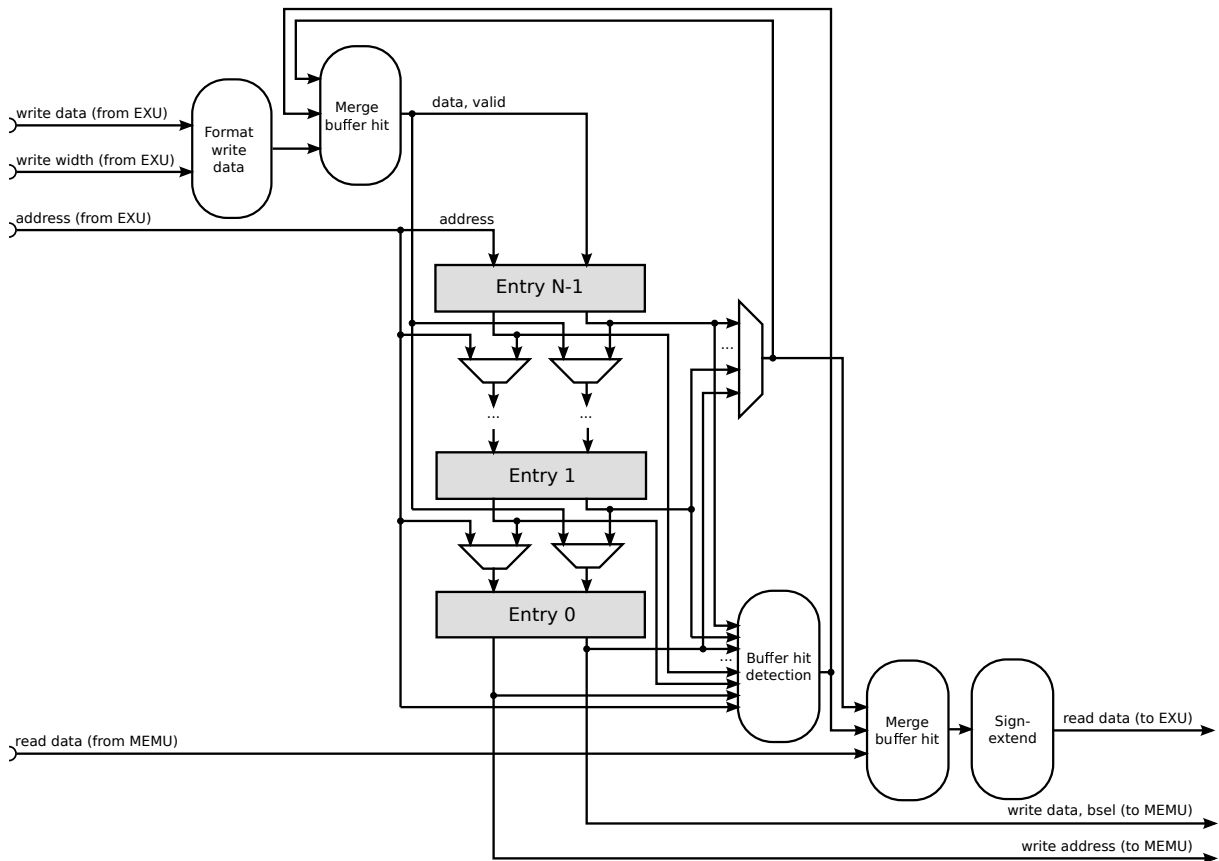 write data (from EXU)
write width (from EXU)
address (from EXU)
Format
write
data
Merge
buffer hit
data, valid
address
Entry N-1
...
... ...
Entry 1
Entry 0
...
Buffer hit
detection
Merge
buffer hit
Sign-
extend
read data (to EXU)
read data (from MEMU)
write data, bsel (to MEMU)
write address (to MEMU)